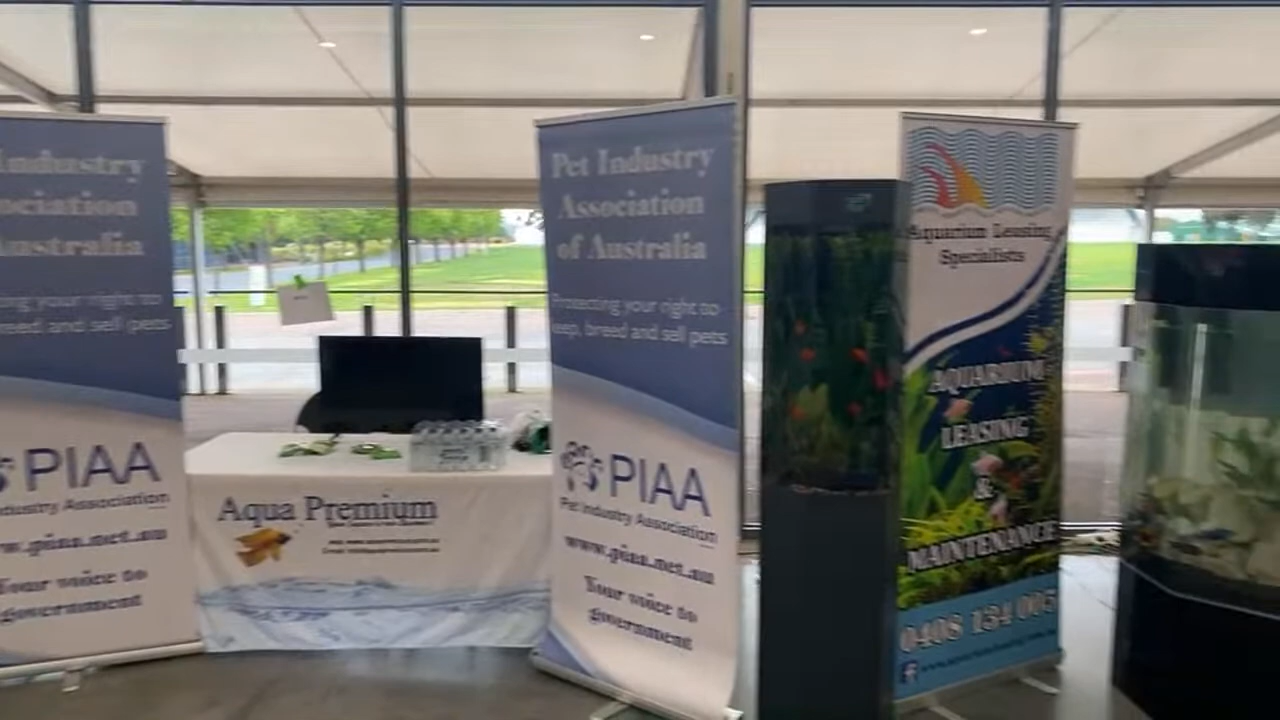 Industry
Association
Australia
your right to
breed and sell pets
PIAA
Industry Association
www.piaa.net.au
Your voice to
government
Aqua Premium
Pet Industry
Association
of Australia
Protecting your right to
keep, breed and sell pets
PIAA
Pet Industry Association
www.piaa.net.au
Your voice to
government
Aquarium Leasing
Specialists
AQUARIUM
LEASING
&
MAINTENANCE
0408 134 005